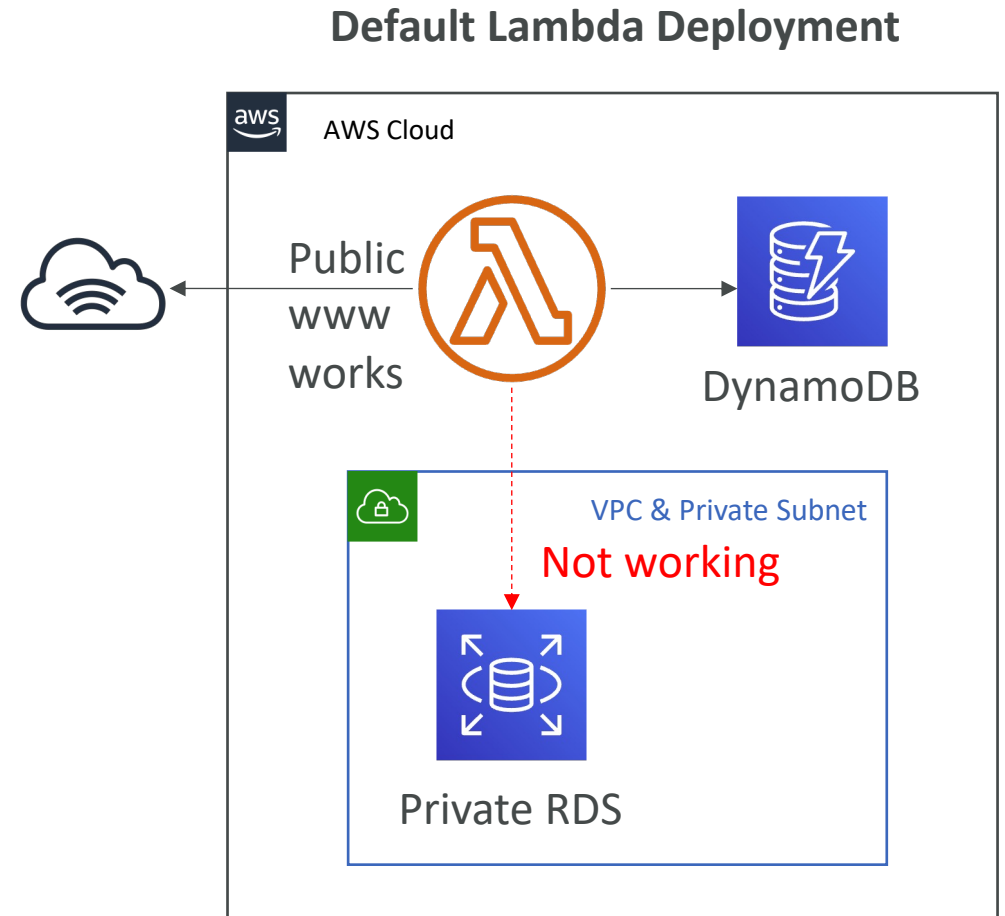 Default Lambda Deployment
aws
AWS Cloud
Public
www
works
DynamoDB
VPC & Private Subnet
Not working
Private RDS